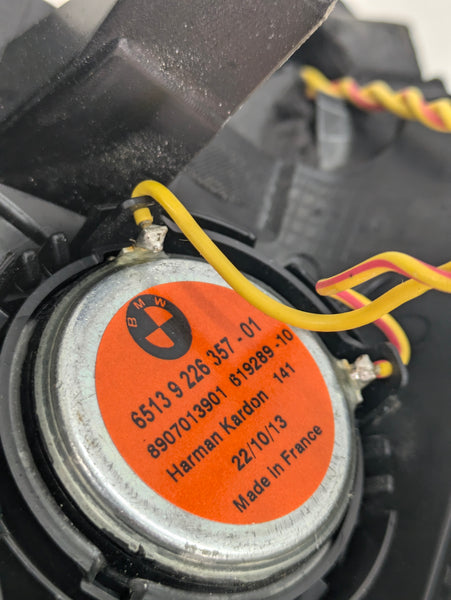 BMW
6513 9 226 357 - 01
8907013901 619289 -10
Harman Kardon 141
22/10/13
Made In France